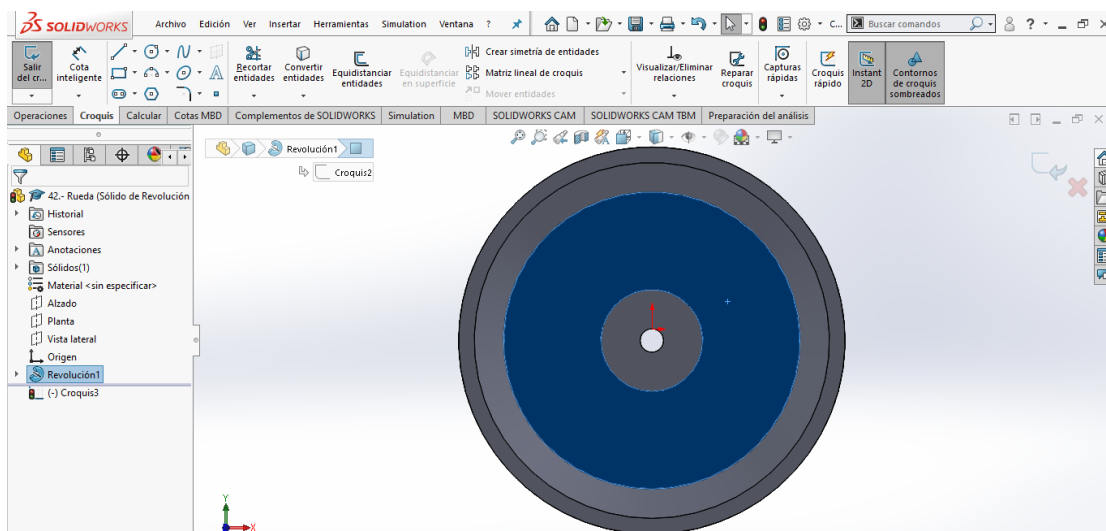 SOLIDWORKS
Archivo Edición Ver Insertar Herramientas Simulation Ventana ?
C...
Buscar comandos
Salir del cr...
Cota inteligente
Recortar entidades
Convertir entidades
Equidistanciar entidades
Equidistanciar en superficie
Crear simetría de entidades
Matriz lineal de croquis
Mover entidades
Visualizar/Eliminar relaciones
Reparar croquis
Capturas rápidas
Croquis rápido
Instant 2D
Contornos de croquis sombreados
Operaciones Croquis Calcular Cotas MBD Complementos de SOLIDWORKS Simulation MBD SOLIDWORKS CAM SOLIDWORKS CAM TBM Preparación del análisis
Revolución1
Croquis2
42.- Rueda (Sólido de Revolución
Historial
Sensores
Anotaciones
Sólidos(1)
Material <sin especificar>
Alzado
Planta
Vista lateral
Origen
Revolución1
(-) Croquis3
Y
X